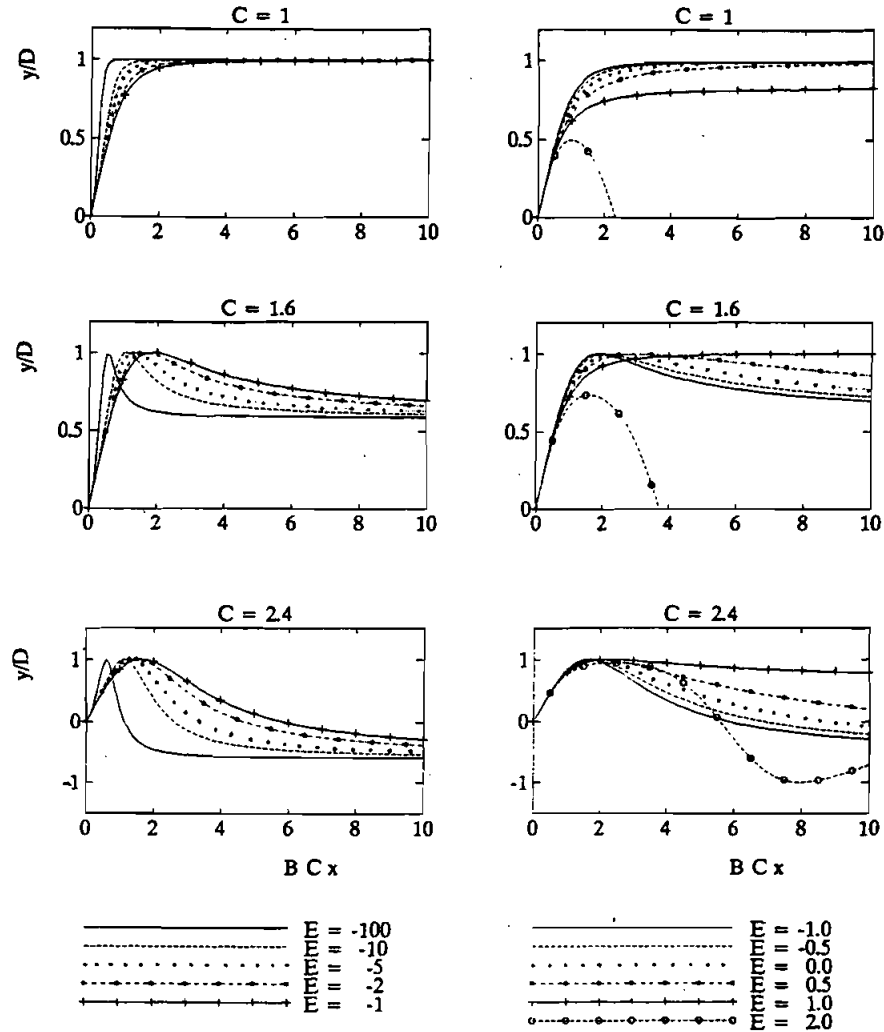 C = 1
y/D
1
0.5
0
0 2 4 6 8 10
C = 1
1
0.5
0
0 2 4 6 8 10
C = 1.6
y/D
1
0.5
0
0 2 4 6 8 10
C = 1.6
1
0.5
0
0 2 4 6 8 10
C = 2.4
y/D
1
0
-1
0 2 4 6 8 10
B C x
C = 2.4
1
0
-1
0 2 4 6 8 10
B C x
E = -100
E = -10
E = -5
E = -2
E = -1
E = -1.0
E = -0.5
E = 0.0
E = 0.5
E = 1.0
E = 2.0